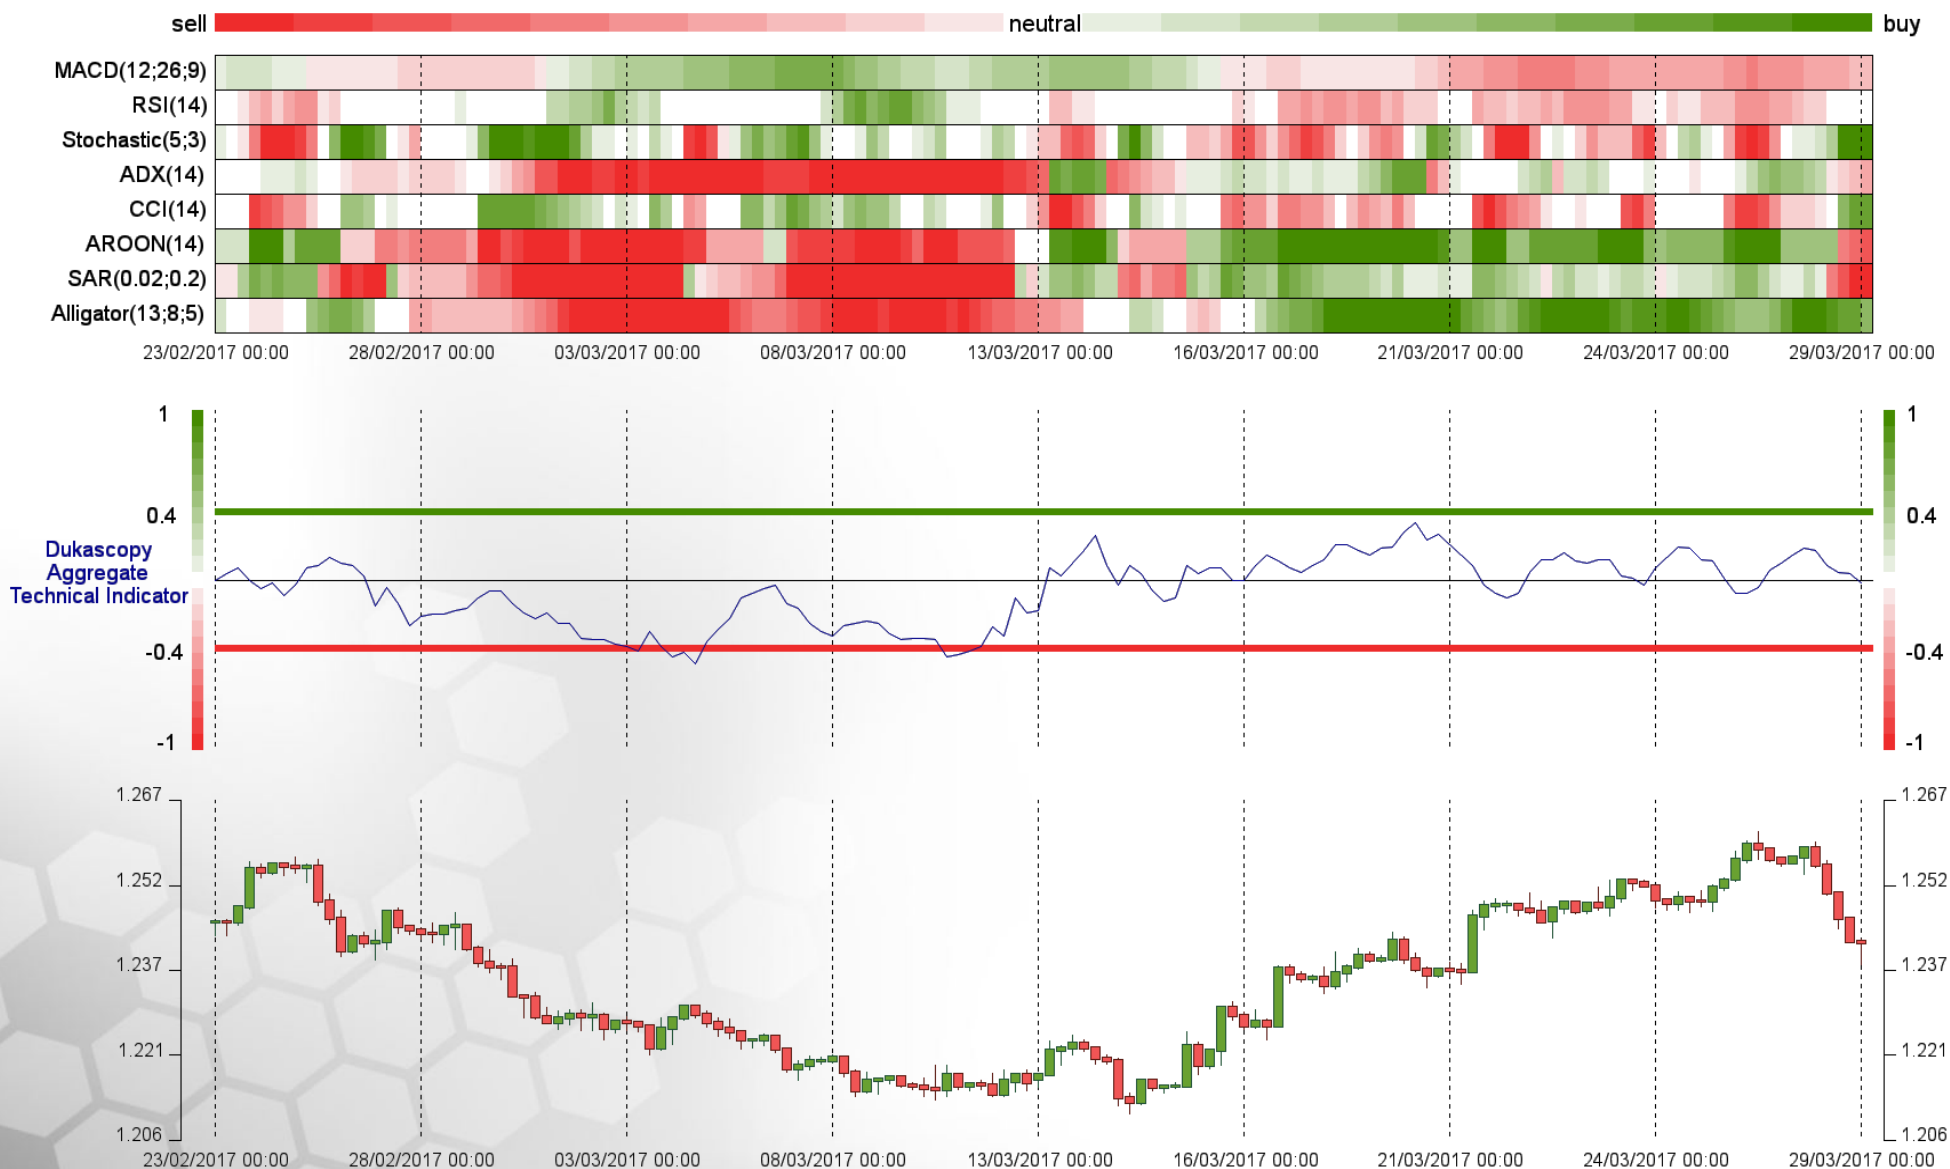 sell neutral buy
MACD(12;26;9)
RSI(14)
Stochastic(5;3)
ADX(14)
CCI(14)
AROON(14)
SAR(0.02;0.2)
Alligator(13;8;5)
23/02/2017 00:00 28/02/2017 00:00 03/03/2017 00:00 08/03/2017 00:00 13/03/2017 00:00 16/03/2017 00:00 21/03/2017 00:00 24/03/2017 00:00 29/03/2017 00:00
1 1
0.4 0.4
Dukascopy
Aggregate
Technical Indicator
-0.4 -0.4
-1 -1
1.267 1.267
1.252 1.252
1.237 1.237
1.221 1.221
1.206 1.206
23/02/2017 00:00 28/02/2017 00:00 03/03/2017 00:00 08/03/2017 00:00 13/03/2017 00:00 16/03/2017 00:00 21/03/2017 00:00 24/03/2017 00:00 29/03/2017 00:00